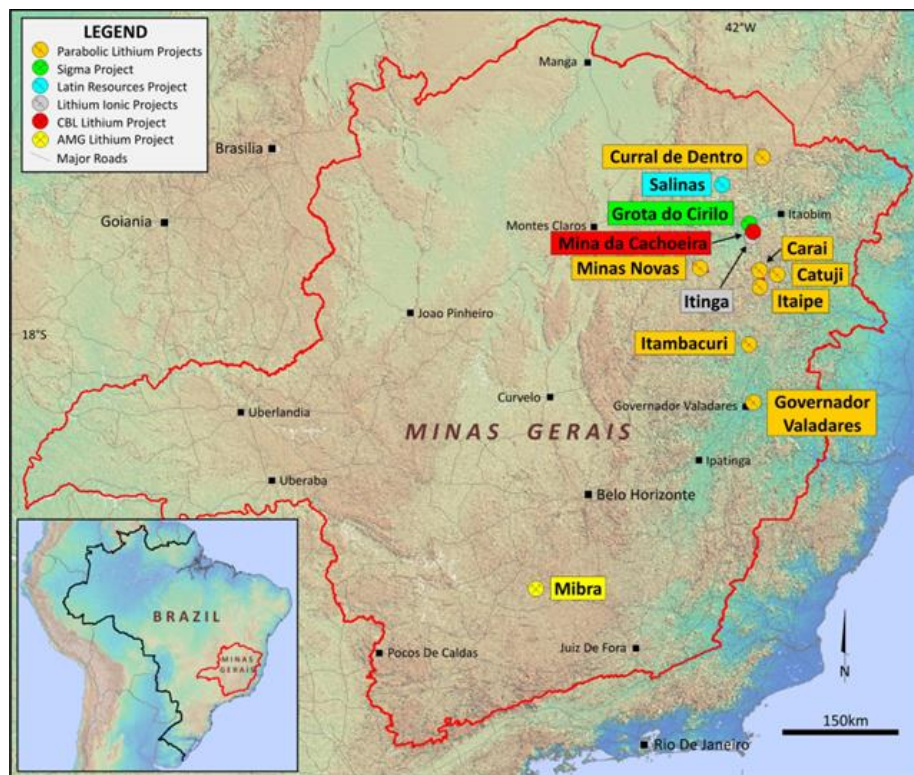 LEGEND
Parabolic Lithium Projects
Sigma Project
Latin Resources Project
Lithium Ionic Projects
CBL Lithium Project
AMG Lithium Project
Major Roads
42°W
Manga
Brasilia
Curral de Dentro
Salinas
Goiania
Grota do Cirilo
Itaobim
Montes Claros
Mina da Cachoeira
Carai
Minas Novas
Catuji
Itinga
Itaipe
Joao Pinheiro
18°S
Itambacuri
Curvelo
Uberlandia
Governador Valadares
Governador
Valadares
MINAS GERAIS
Ipatinga
Uberaba
Belo Horizonte
Mibra
BRAZIL
MINAS
GERAIS
Pocos De Caldas
Juiz De Fora
N
150km
Rio De Janeiro